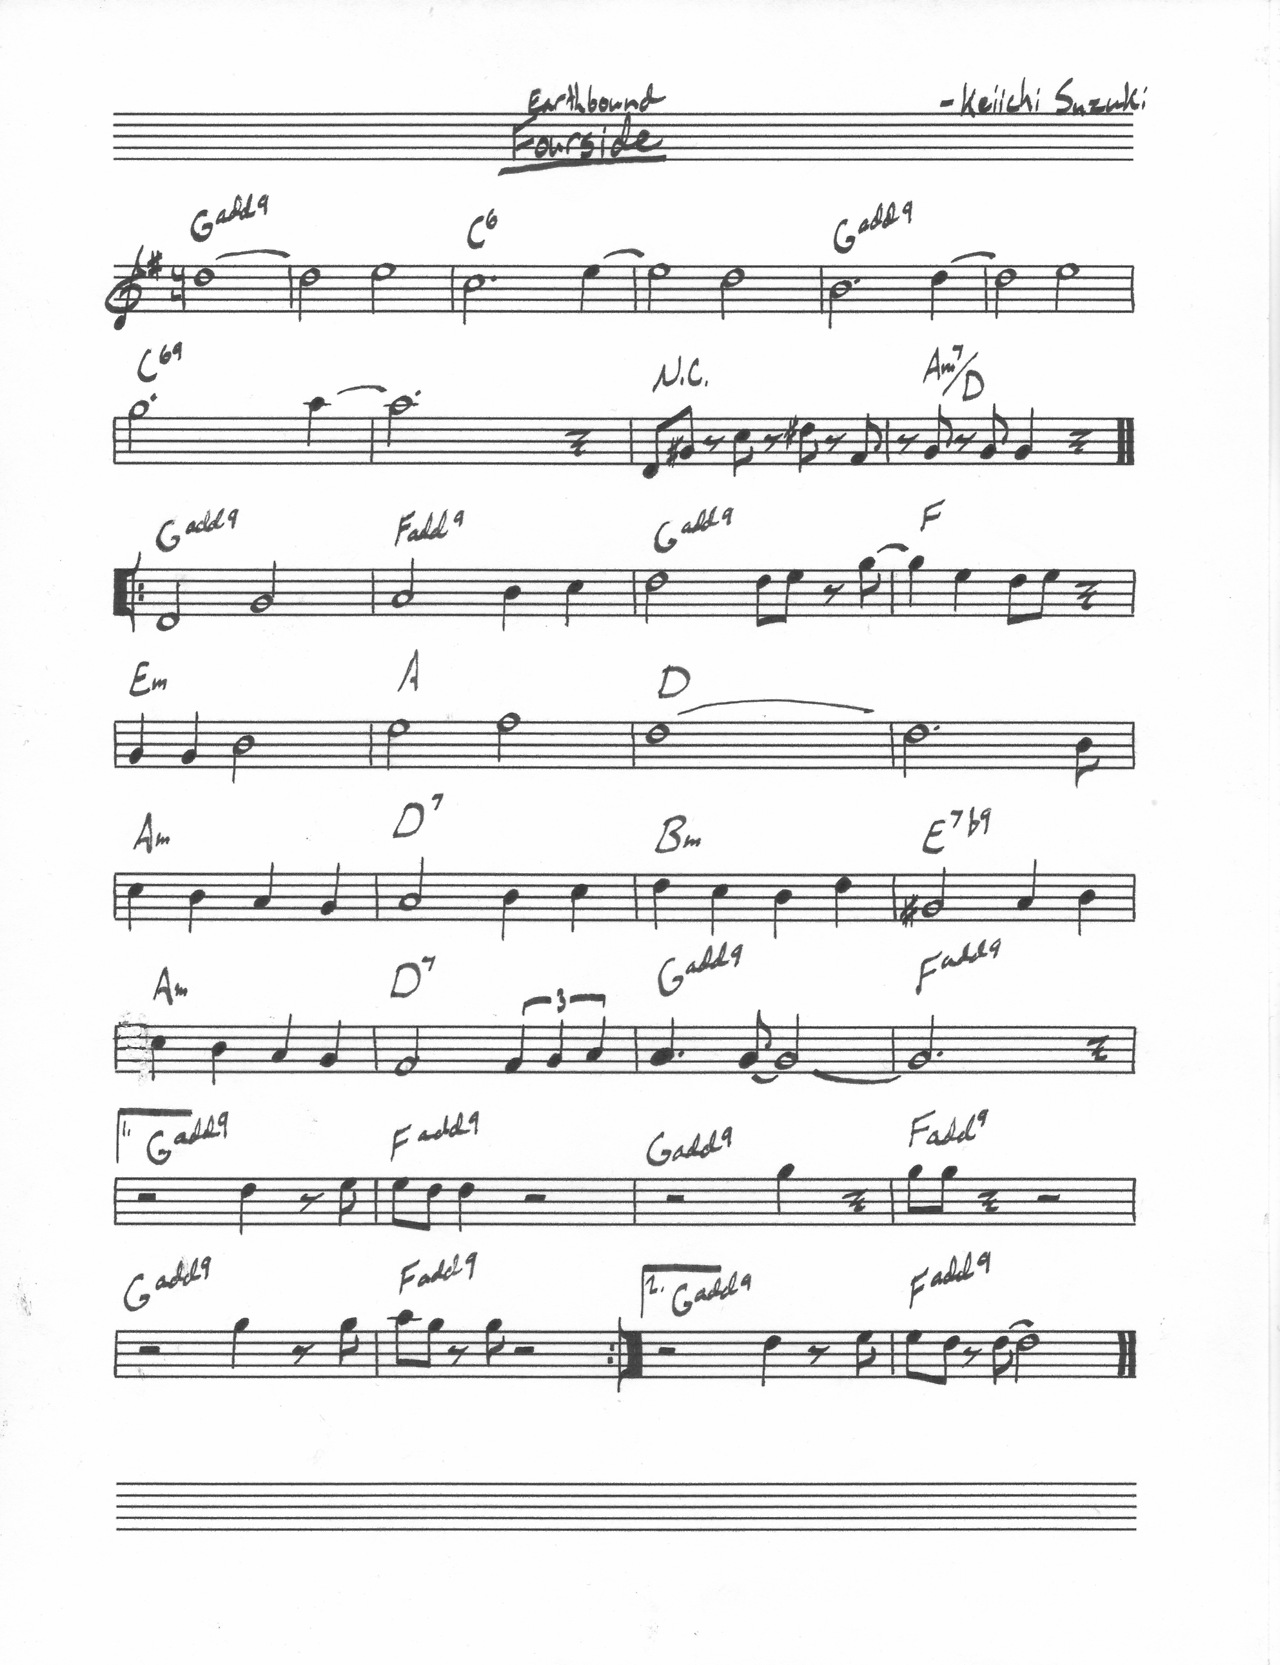 Earthbound
- Keiichi Suzuki
Fourside
Gadd9 C6 Gadd9
4
4
C69 N.C. Am7/D
Gadd9 Fadd9 Gadd9 F
Em A D
Am D7 Bm E7b9
Am D7 Gadd9 Fadd9
3
1. Gadd9 Fadd9 Gadd9 Fadd9
Gadd9 Fadd9 2. Gadd9 Fadd9